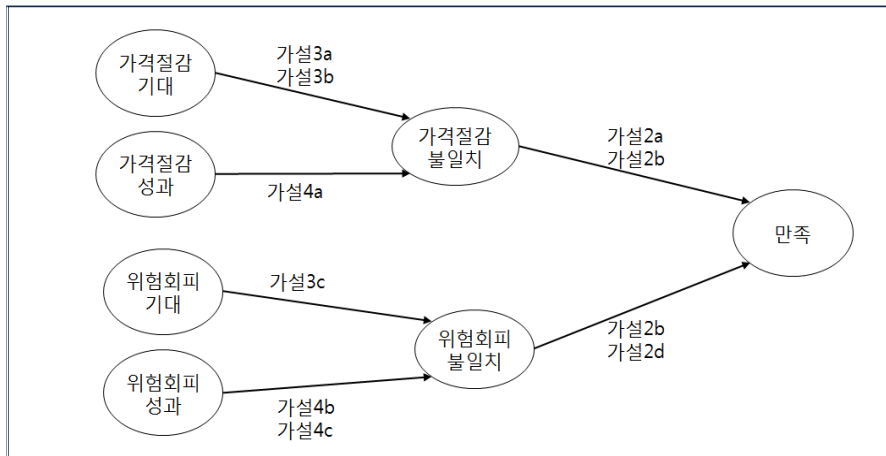 가격절감
기대
가설3a
가설3b
가격절감
성과
가설4a
가격절감
불일치
가설2a
가설2b
만족
위험회피
기대
가설3c
위험회피
불일치
가설2b
가설2d
위험회피
성과
가설4b
가설4c